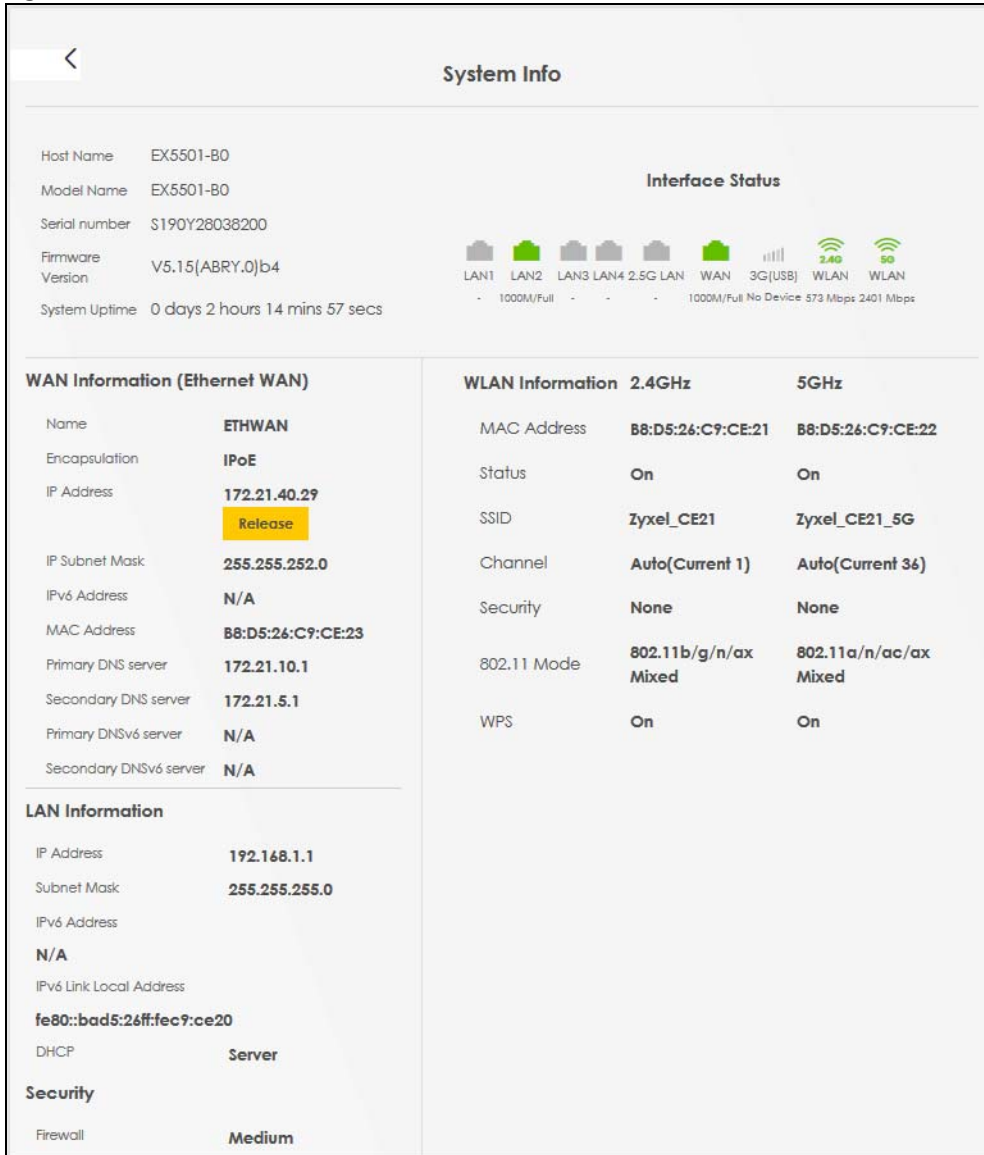 System Info
Host Name EX5501-B0
Model Name EX5501-B0
Serial number S190Y28038200
Firmware Version V5.15(ABRY.0)b4
System Uptime 0 days 2 hours 14 mins 57 secs
Interface Status
2.4G 5G
LAN1 LAN2 LAN3 LAN4 2.5G LAN WAN 3G(USB) WLAN WLAN
- 1000M/Full - - - 1000M/Full No Device 573 Mbps 2401 Mbps
WAN Information (Ethernet WAN)
Name ETHWAN
Encapsulation IPoE
IP Address 172.21.40.29
Release
IP Subnet Mask 255.255.252.0
IPv6 Address N/A
MAC Address B8:D5:26:C9:CE:23
Primary DNS server 172.21.10.1
Secondary DNS server 172.21.5.1
Primary DNSv6 server N/A
Secondary DNSv6 server N/A
LAN Information
IP Address 192.168.1.1
Subnet Mask 255.255.255.0
IPv6 Address
N/A
IPv6 Link Local Address
fe80::bad5:26ff:fec9:ce20
DHCP Server
Security
Firewall Medium
WLAN Information 2.4GHz 5GHz
MAC Address B8:D5:26:C9:CE:21 B8:D5:26:C9:CE:22
Status On On
SSID Zyxel_CE21 Zyxel_CE21_5G
Channel Auto(Current 1) Auto(Current 36)
Security None None
802.11 Mode 802.11b/g/n/ax Mixed 802.11a/n/ac/ax Mixed
WPS On On